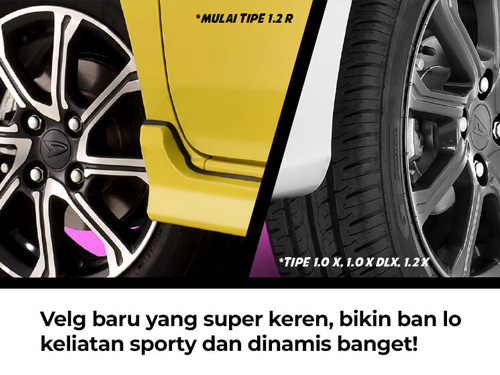 *MULAI TIPE 1.2 R
*TIPE 1.0 X, 1.0 X DLX, 1.2 X
Velg baru yang super keren, bikin ban lo
keliatan sporty dan dinamis banget!